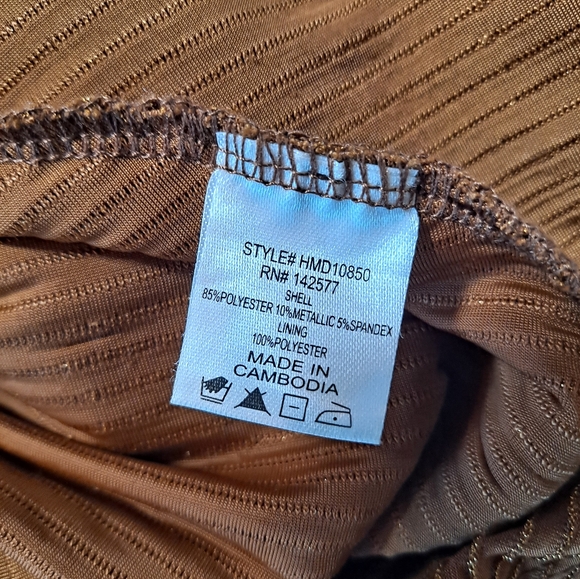 STYLE# HMD10850
RN# 142577
SHELL
85%POLYESTER 10%METALLIC 5%SPANDEX
LINING
100%POLYESTER
MADE IN
CAMBODIA